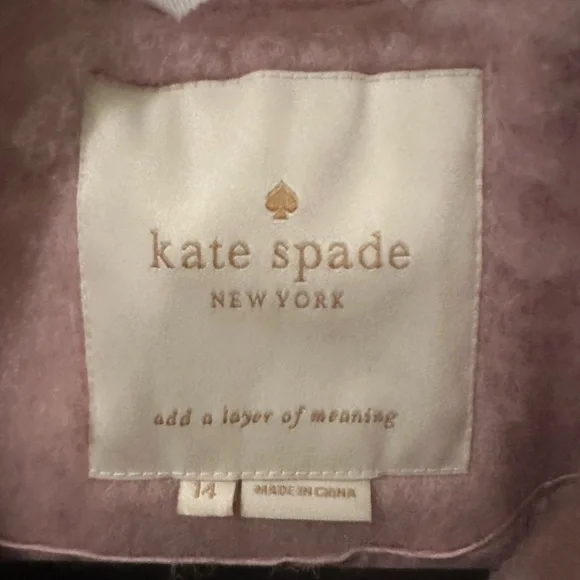 kate spade
NEW YORK
add a layer of meaning
14
MADE IN CHINA